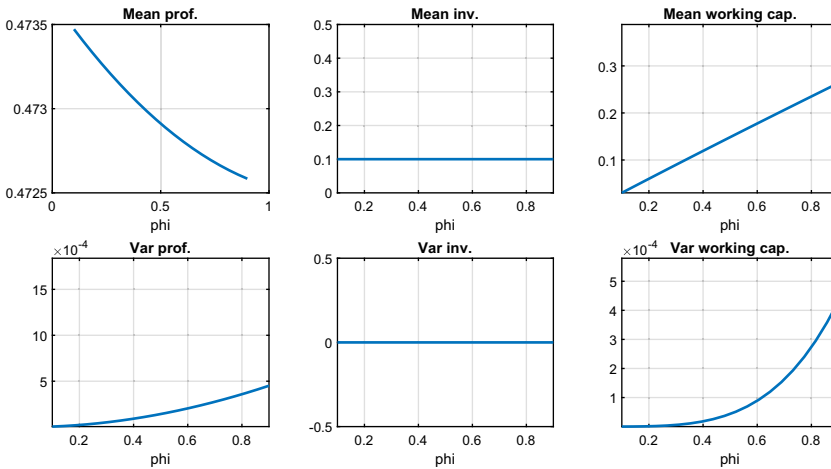 Mean prof.
0.4735
0.473
0.4725
0 0.5 1
phi
Mean inv.
0.5
0.4
0.3
0.2
0.1
0
0.2 0.4 0.6 0.8
phi
Mean working cap.
0.3
0.2
0.1
0.2 0.4 0.6 0.8
phi
Var prof.
×10⁻⁴
15
10
5
0.2 0.4 0.6 0.8
phi
Var inv.
0.5
0
-0.5
0.2 0.4 0.6 0.8
phi
Var working cap.
×10⁻⁴
5
4
3
2
1
0.2 0.4 0.6 0.8
phi